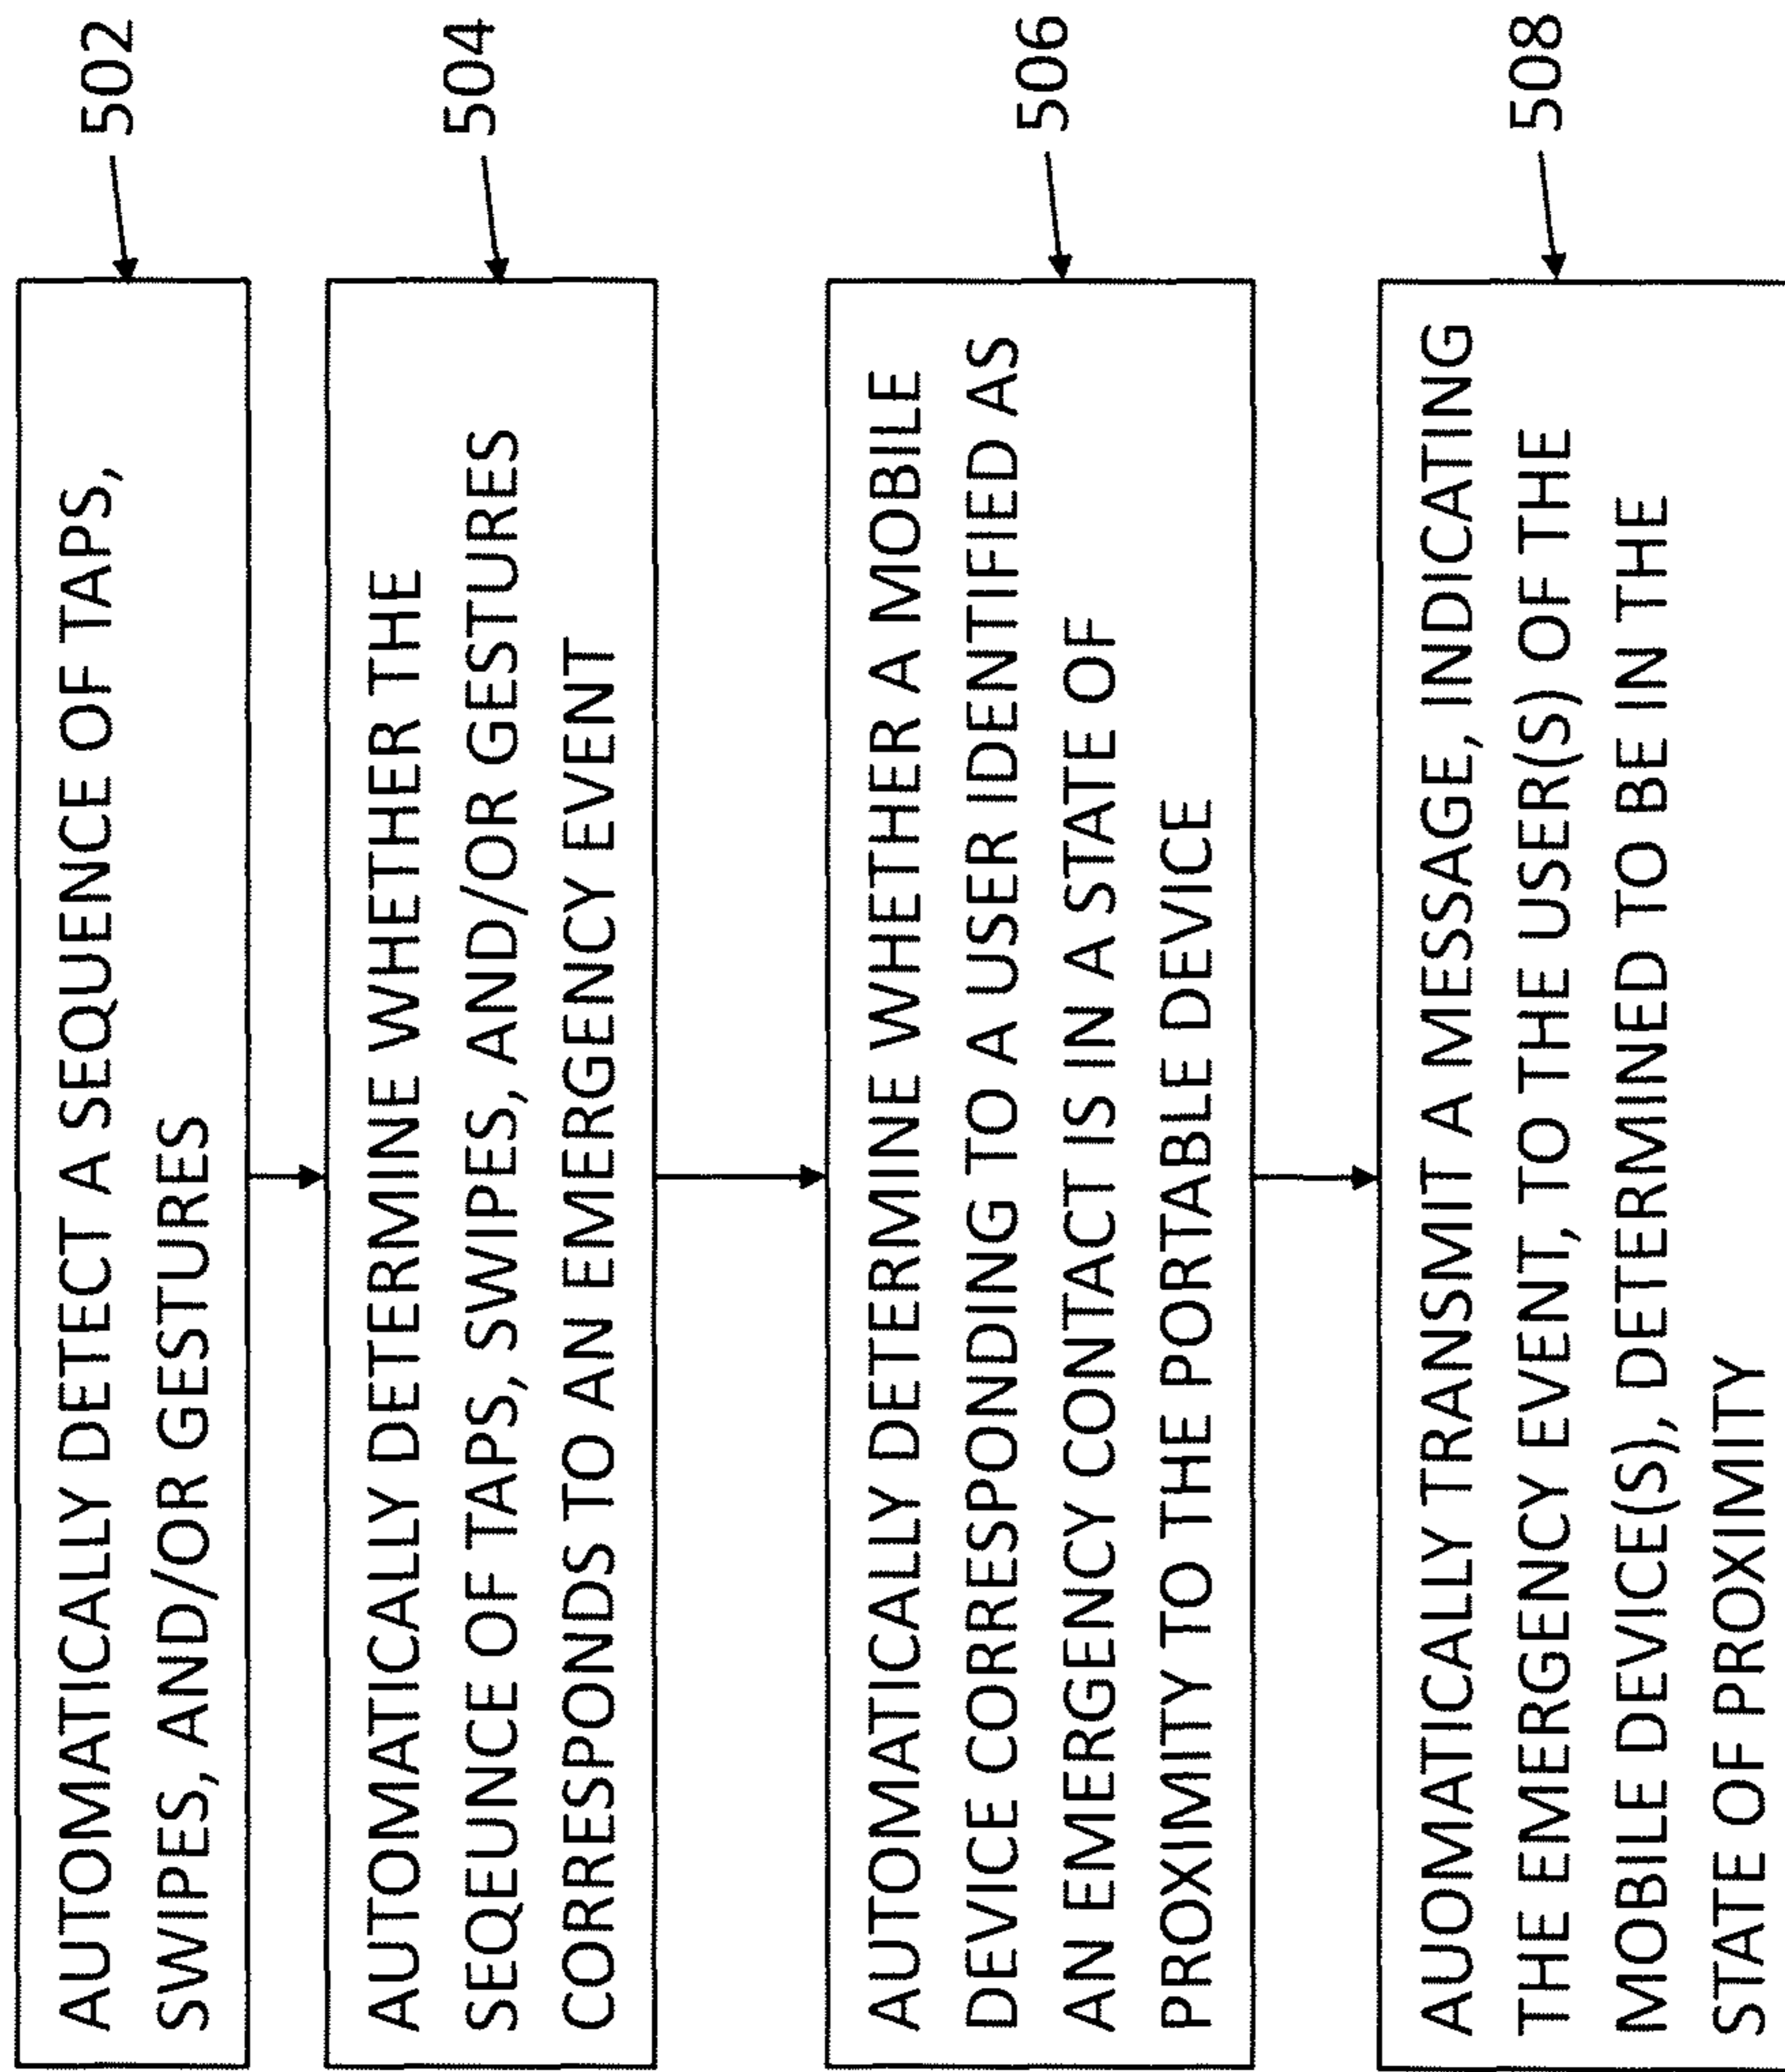 AUTOMATICALLY DETECT A SEQUENCE OF TAPS,
SWIPES, AND/OR GESTURES
502
AUTOMATICALLY DETERMINE WHETHER THE
SEQEUNCE OF TAPS, SWIPES, AND/OR GESTURES
CORRESPONDS TO AN EMERGENCY EVENT
504
AUTOMATICALLY DETERMINE WHETHER A MOBILE
DEVICE CORRESPONDING TO A USER IDENTIFIED AS
AN EMERGENCY CONTACT IS IN A STATE OF
PROXIMITY TO THE PORTABLE DEVICE
506
AUOMATICALLY TRANSMIT A MESSAGE, INDICATING
THE EMERGENCY EVENT, TO THE USER(S) OF THE
MOBILE DEVICE(S), DETERMINED TO BE IN THE
STATE OF PROXIMITY
508